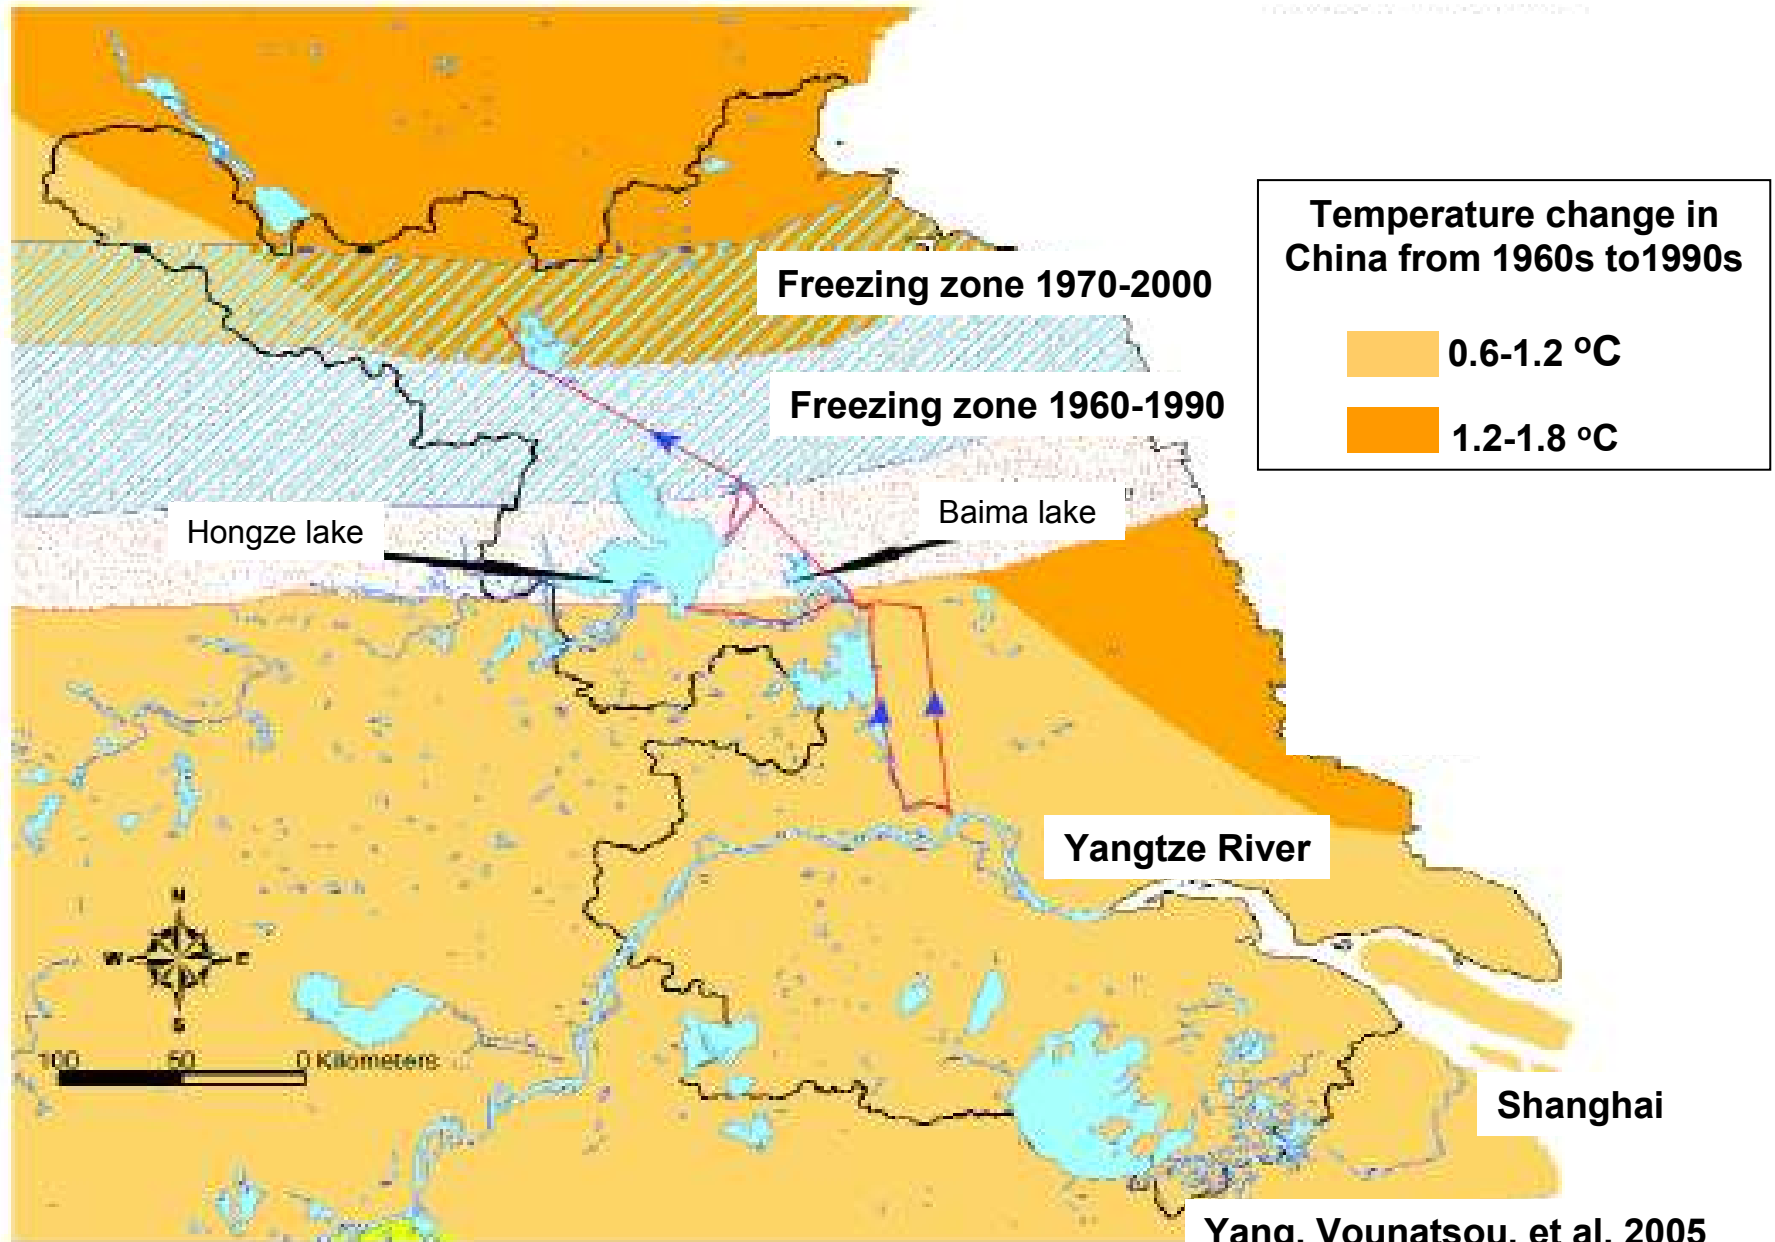 Temperature change in
China from 1960s to1990s
0.6-1.2 oC
1.2-1.8 oC
Freezing zone 1970-2000
Freezing zone 1960-1990
Hongze lake
Baima lake
Yangtze River
N
W E
S
100 50 0 Kilometers
Shanghai
Yang, Vounatsou, et al. 2005